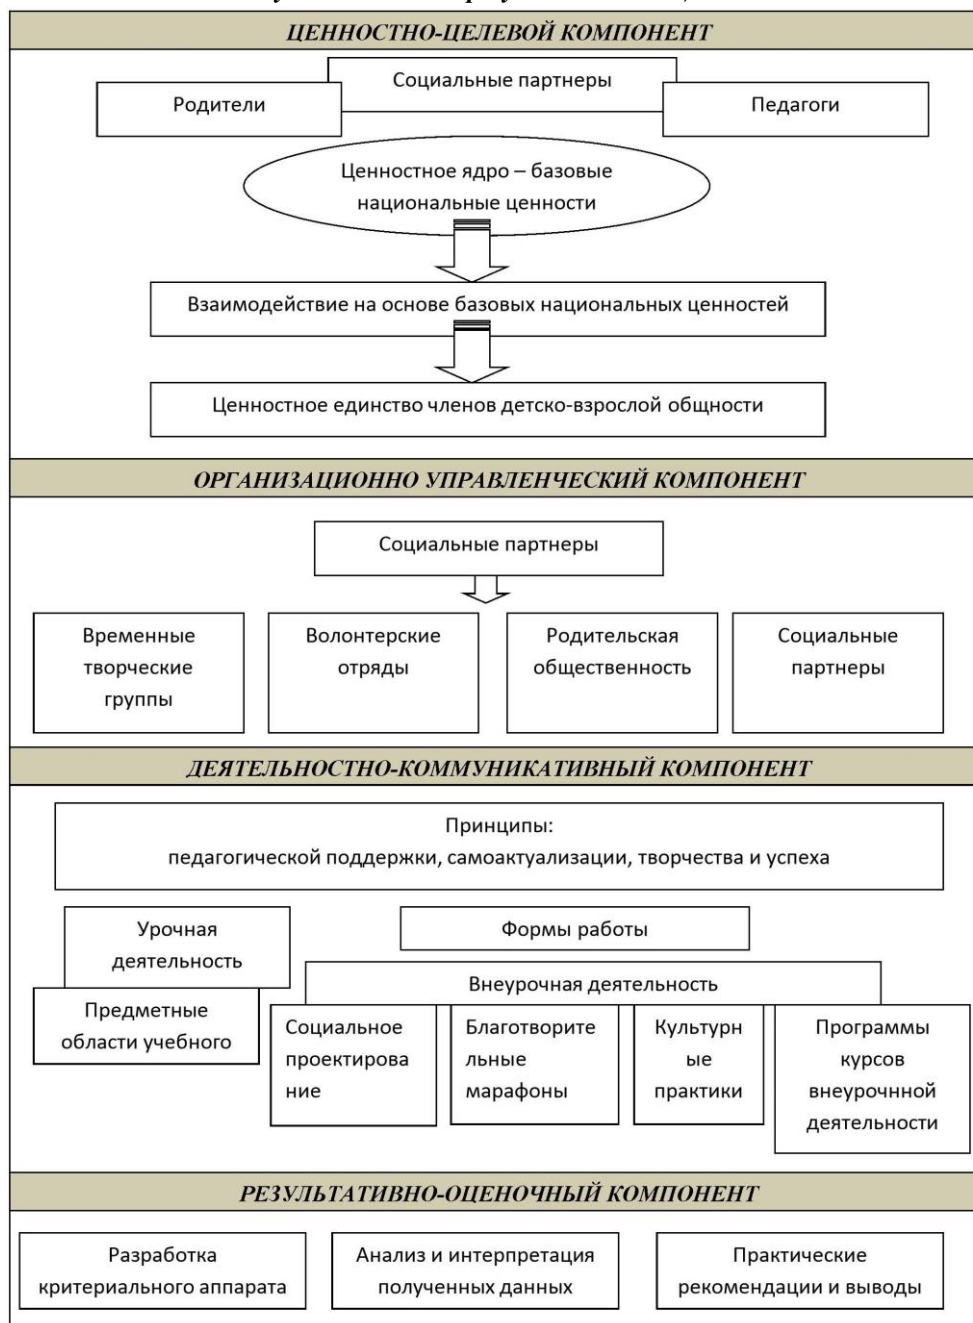 ЦЕННОСТНО-ЦЕЛЕВОЙ КОМПОНЕНТ
Социальные партнеры
Родители
Педагоги
Ценностное ядро – базовые
национальные ценности
Взаимодействие на основе базовых национальных ценностей
Ценностное единство членов детско-взрослой общности
ОРГАНИЗАЦИОННО УПРАВЛЕНЧЕСКИЙ КОМПОНЕНТ
Социальные партнеры
Временные
творческие
группы
Волонтерские
отряды
Родительская
общественность
Социальные
партнеры
ДЕЯТЕЛЬНОСТНО-КОММУНИКАТИВНЫЙ КОМПОНЕНТ
Принципы:
педагогической поддержки, самоактуализации, творчества и успеха
Урочная
деятельность
Формы работы
Предметные
области учебного
Внеурочная деятельность
Социальное
проектирова
ние
Благотворите
льные
марафоны
Культурн
ые
практики
Программы
курсов
внеурочнной
деятельности
РЕЗУЛЬТАТИВНО-ОЦЕНОЧНЫЙ КОМПОНЕНТ
Разработка
критериального аппарата
Анализ и интерпретация
полученных данных
Практические
рекомендации и выводы